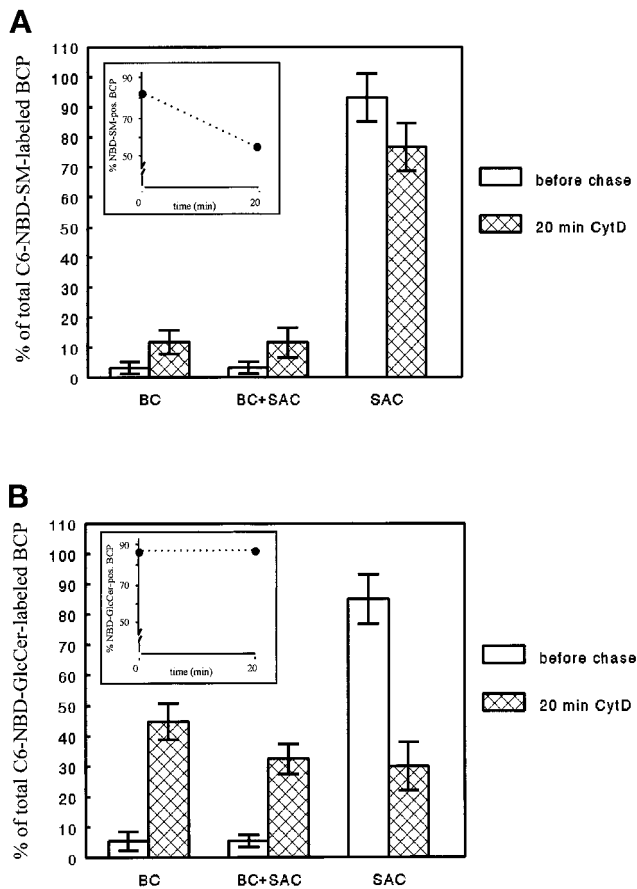 A
% of total C6-NBD-SM-labeled BCP
110
100
90
80
70
60
50
40
30
20
10
0
% NBD-SM-pos. BCP
90
70
50
0
20
time (min)
BC
BC+SAC
SAC
before chase
20 min CytD
B
% of total C6-NBD-GlcCer-labeled BCP
110
100
90
80
70
60
50
40
30
20
10
0
% NBD-GlcCer-pos. BCP
90
70
50
0
20
time (min)
BC
BC+SAC
SAC
before chase
20 min CytD